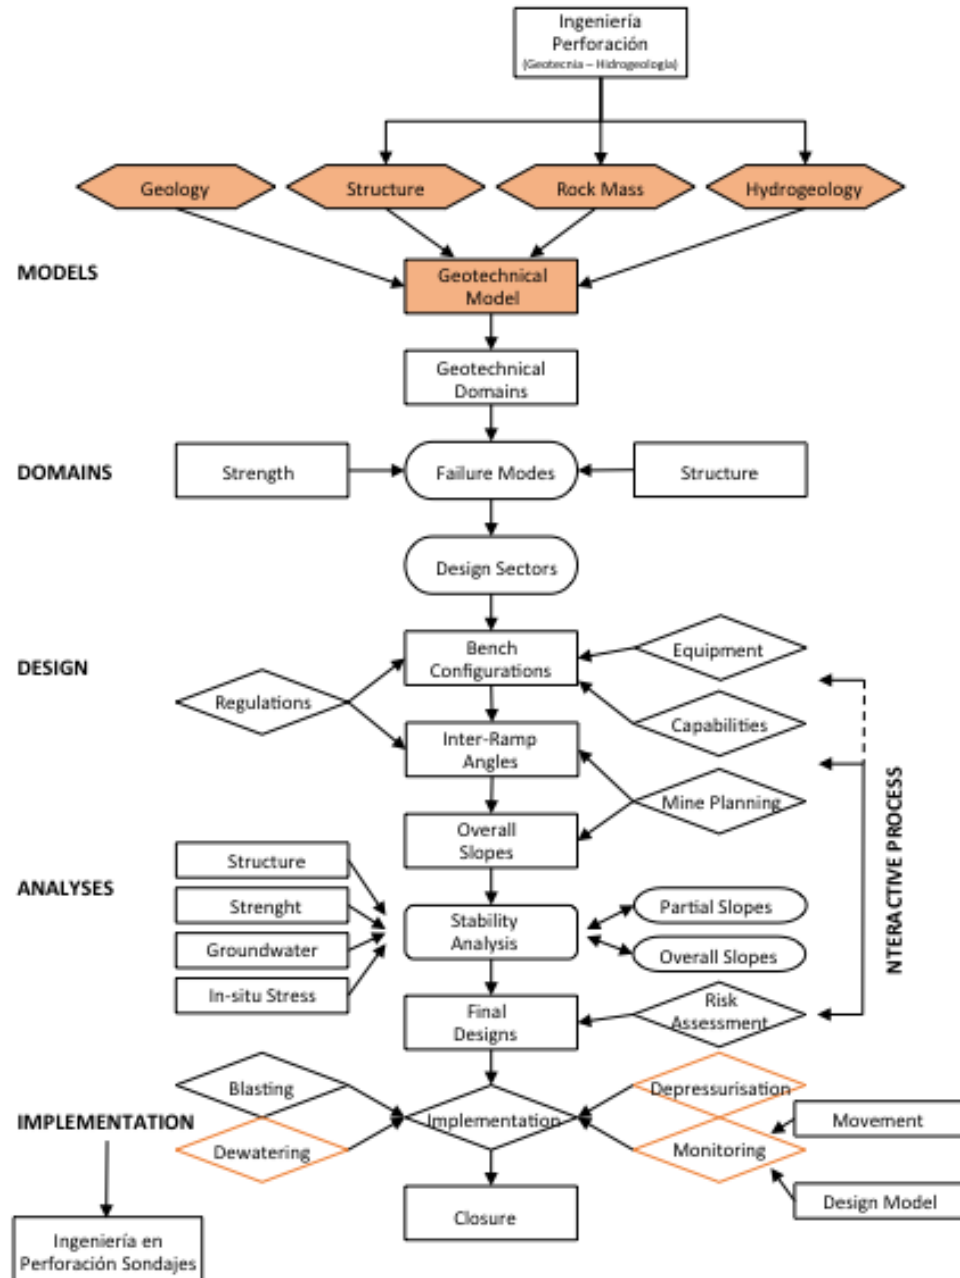 Ingeniería
Perforación
(Geotecnia – Hidrogeología)
Geology
Structure
Rock Mass
Hydrogeology
MODELS
Geotechnical
Model
Geotechnical
Domains
DOMAINS
Strength
Failure Modes
Structure
Design Sectors
DESIGN
Bench
Configurations
Equipment
Regulations
Capabilities
Inter-Ramp
Angles
Mine Planning
Overall
Slopes
NTERACTIVE PROCESS
ANALYSES
Structure
Strenght
Groundwater
In-situ Stress
Stability
Analysis
Partial Slopes
Overall Slopes
Final
Designs
Risk
Assessment
IMPLEMENTATION
Blasting
Dewatering
Implementation
Depressurisation
Monitoring
Movement
Design Model
Closure
Ingeniería en
Perforación Sondajes